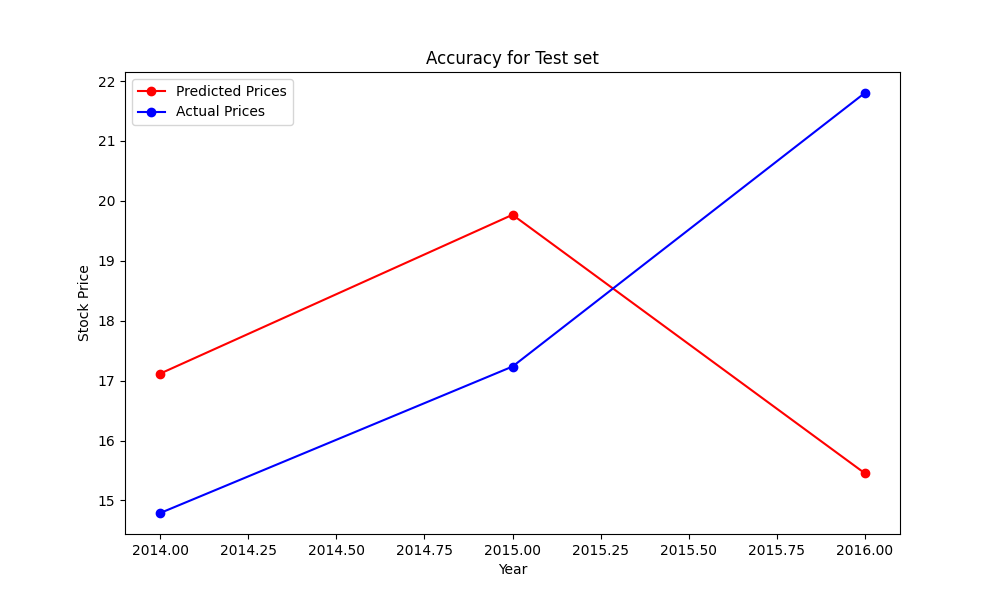 Accuracy for Test set
22
21
20
19
18
17
16
15
Stock Price
Predicted Prices
Actual Prices
2014.00 2014.25 2014.50 2014.75 2015.00 2015.25 2015.50 2015.75 2016.00
Year